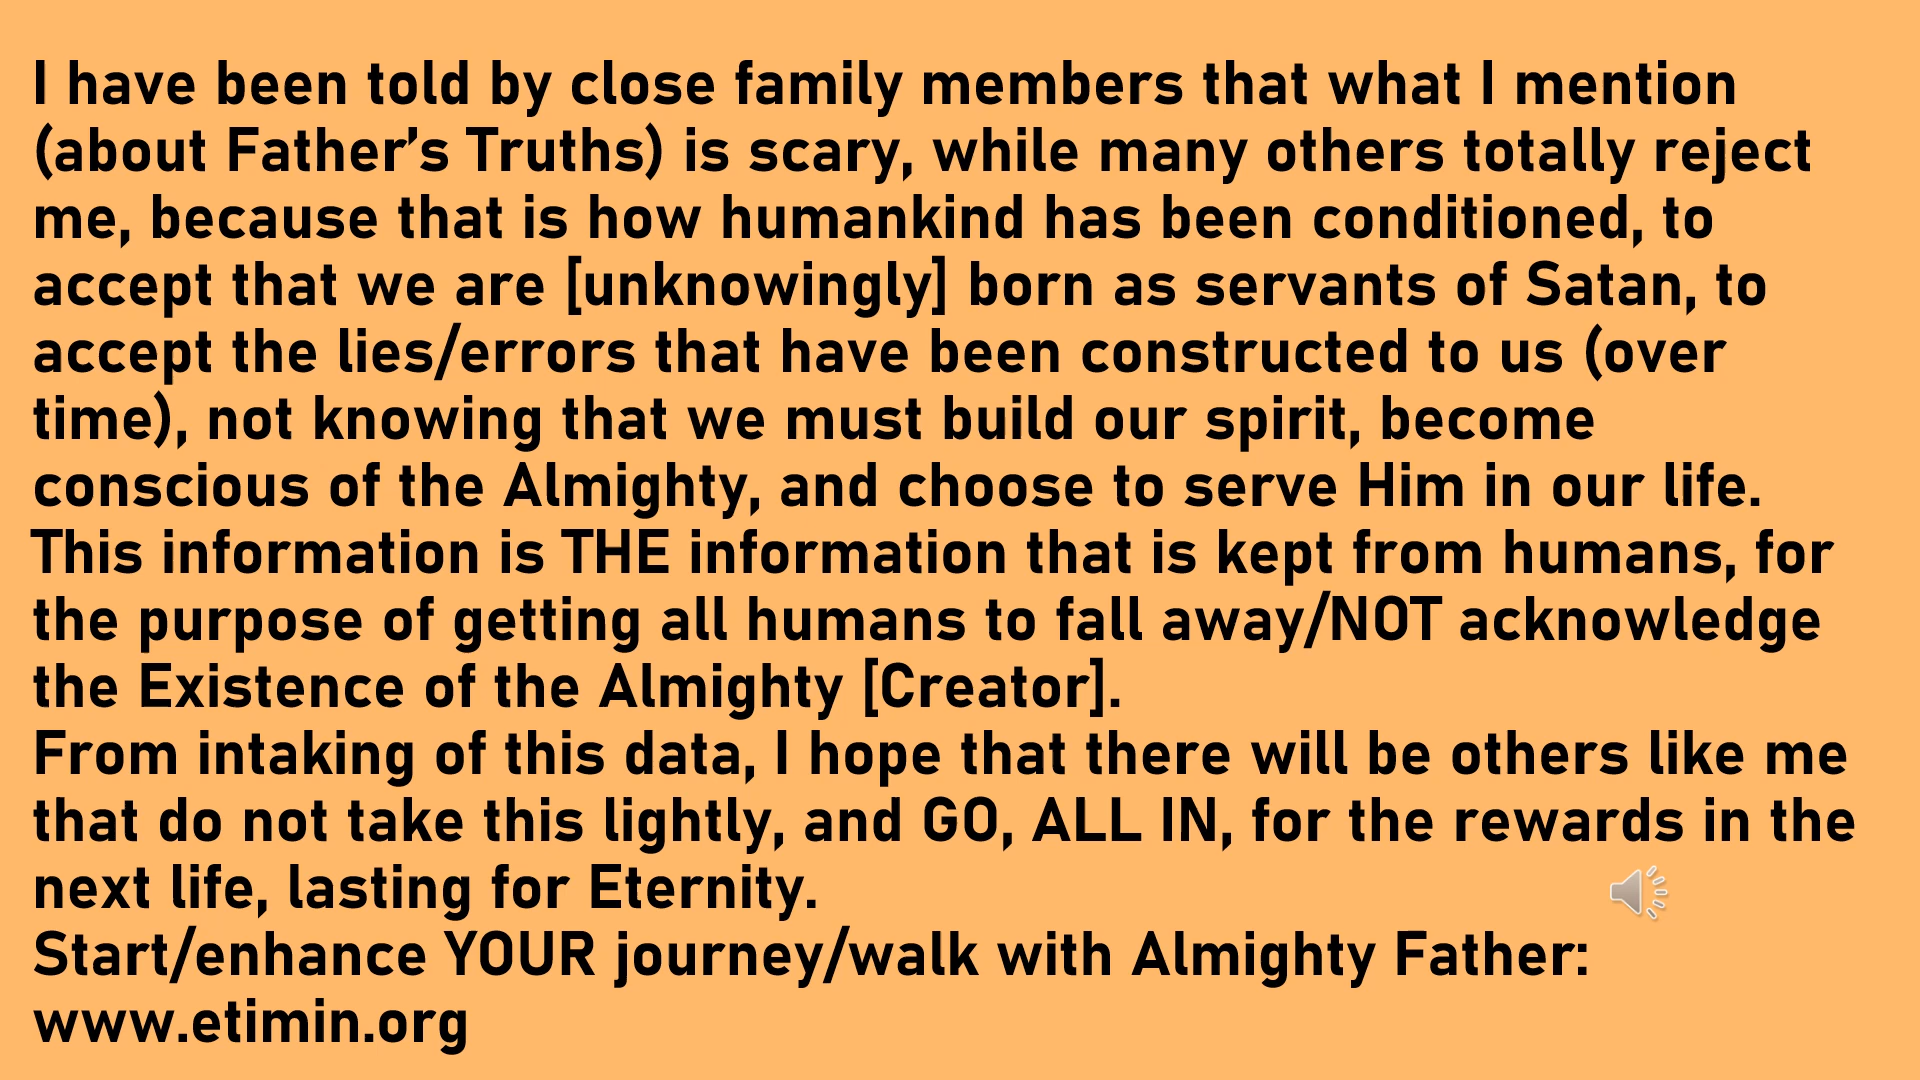 I have been told by close family members that what I mention
(about Father’s Truths) is scary, while many others totally reject
me, because that is how humankind has been conditioned, to
accept that we are [unknowingly] born as servants of Satan, to
accept the lies/errors that have been constructed to us (over
time), not knowing that we must build our spirit, become
conscious of the Almighty, and choose to serve Him in our life.
This information is THE information that is kept from humans, for
the purpose of getting all humans to fall away/NOT acknowledge
the Existence of the Almighty [Creator].
From intaking of this data, I hope that there will be others like me
that do not take this lightly, and GO, ALL IN, for the rewards in the
next life, lasting for Eternity.
Start/enhance YOUR journey/walk with Almighty Father:
www.etimin.org